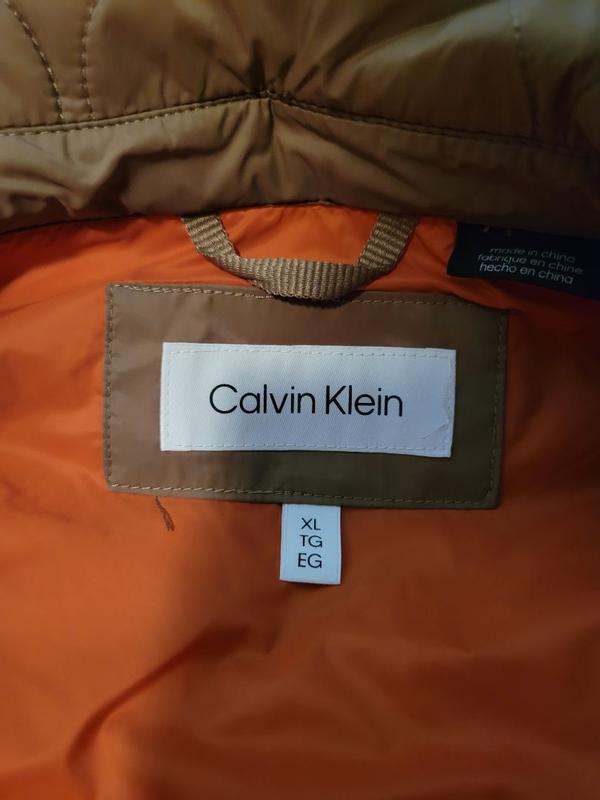 made in china
fabriqué en chine
hecho en china
Calvin Klein
XL
TG
EG